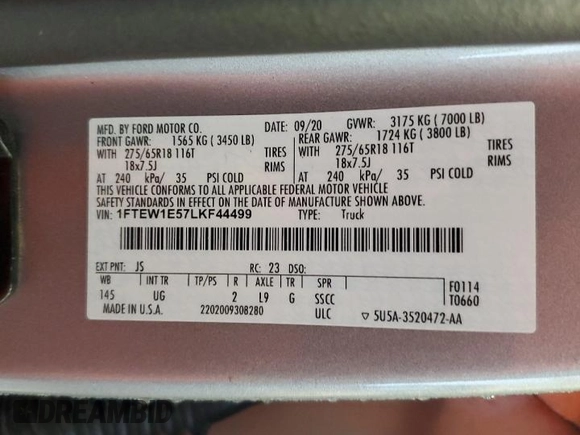 MFD. BY FORD MOTOR CO. DATE: 09/20 GVWR: 3175 KG ( 7000 LB)
FRONT GAWR: 1565 KG ( 3450 LB) REAR GAWR: 1724 KG ( 3800 LB)
WITH 275/65R18 116T TIRES WITH 275/65R18 116T TIRES
18x7.5J RIMS 18x7.5J RIMS
AT 240 kPa/ 35 PSI COLD AT 240 kPa/ 35 PSI COLD
THIS VEHICLE CONFORMS TO ALL APPLICABLE FEDERAL MOTOR VEHICLE
SAFETY STANDARDS IN EFFECT ON THE DATE OF MANUFACTURE SHOWN ABOVE.
VIN: 1FTEW1E57LKF44499 TYPE: Truck
EXT PNT: JS RC: 23 DSO:
WB INT TR TP/PS R AXLE TR SPR F0114
145 UG 2 L9 G SSCC T0660
MADE IN U.S.A. 2202009308280 ULC ▽ 5U5A-3520472-AA
DREAMBID